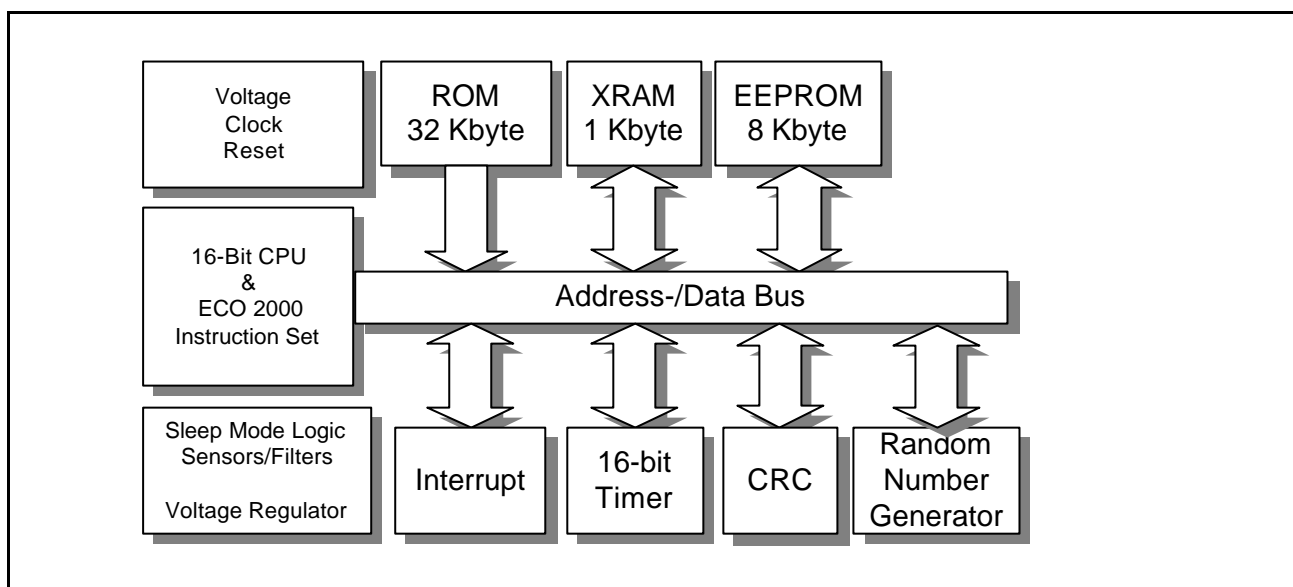 Voltage
Clock
Reset
ROM
32 Kbyte
XRAM
1 Kbyte
EEPROM
8 Kbyte
16-Bit CPU
&
ECO 2000
Instruction Set
Address-/Data Bus
Sleep Mode Logic
Sensors/Filters
Voltage Regulator
Interrupt
16-bit
Timer
CRC
Random
Number
Generator